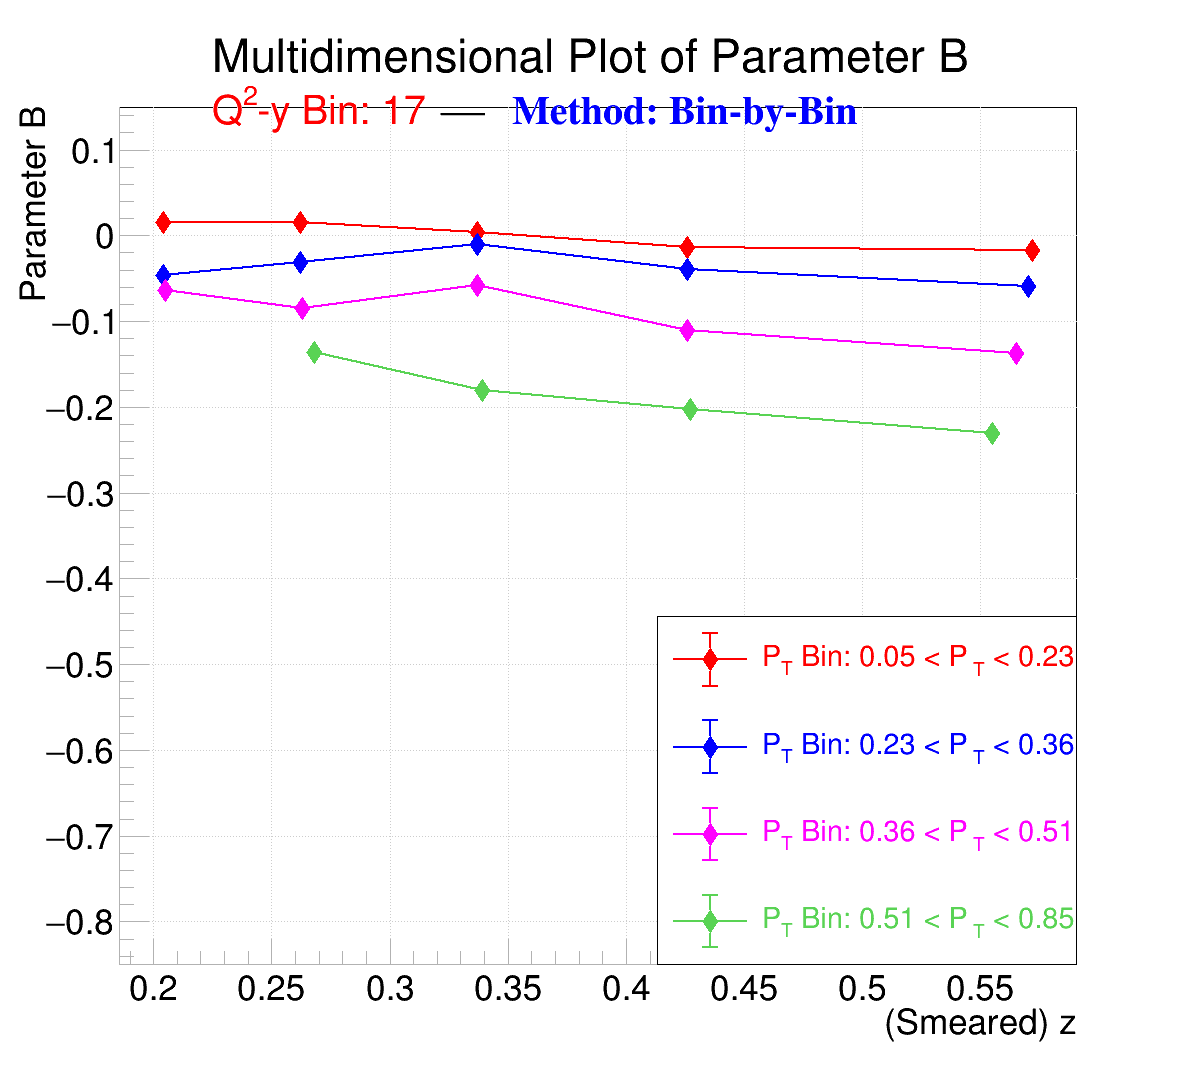 Multidimensional Plot of Parameter B
Q²-y Bin: 17 — Method: Bin-by-Bin
Parameter B
0.1
0
−0.1
−0.2
−0.3
−0.4
−0.5
−0.6
−0.7
−0.8
P_T Bin: 0.05 < P_T < 0.23
P_T Bin: 0.23 < P_T < 0.36
P_T Bin: 0.36 < P_T < 0.51
P_T Bin: 0.51 < P_T < 0.85
0.2 0.25 0.3 0.35 0.4 0.45 0.5 0.55
(Smeared) z